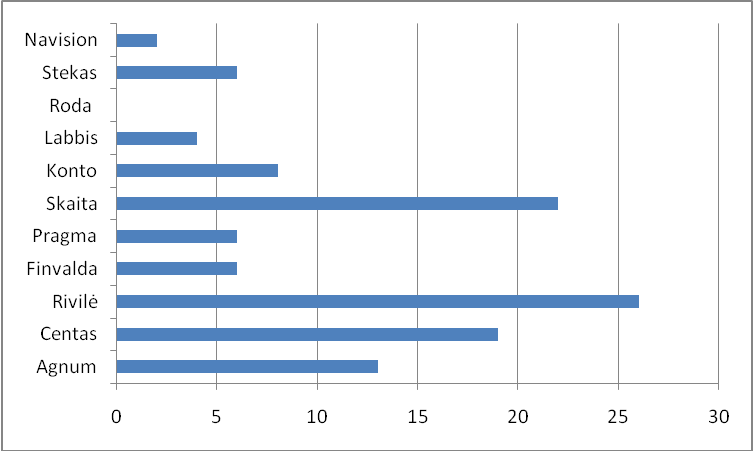 Navision
Stekas
Roda
Labbis
Konto
Skaita
Pragma
Finvalda
Rivilė
Centas
Agnum
0 5 10 15 20 25 30